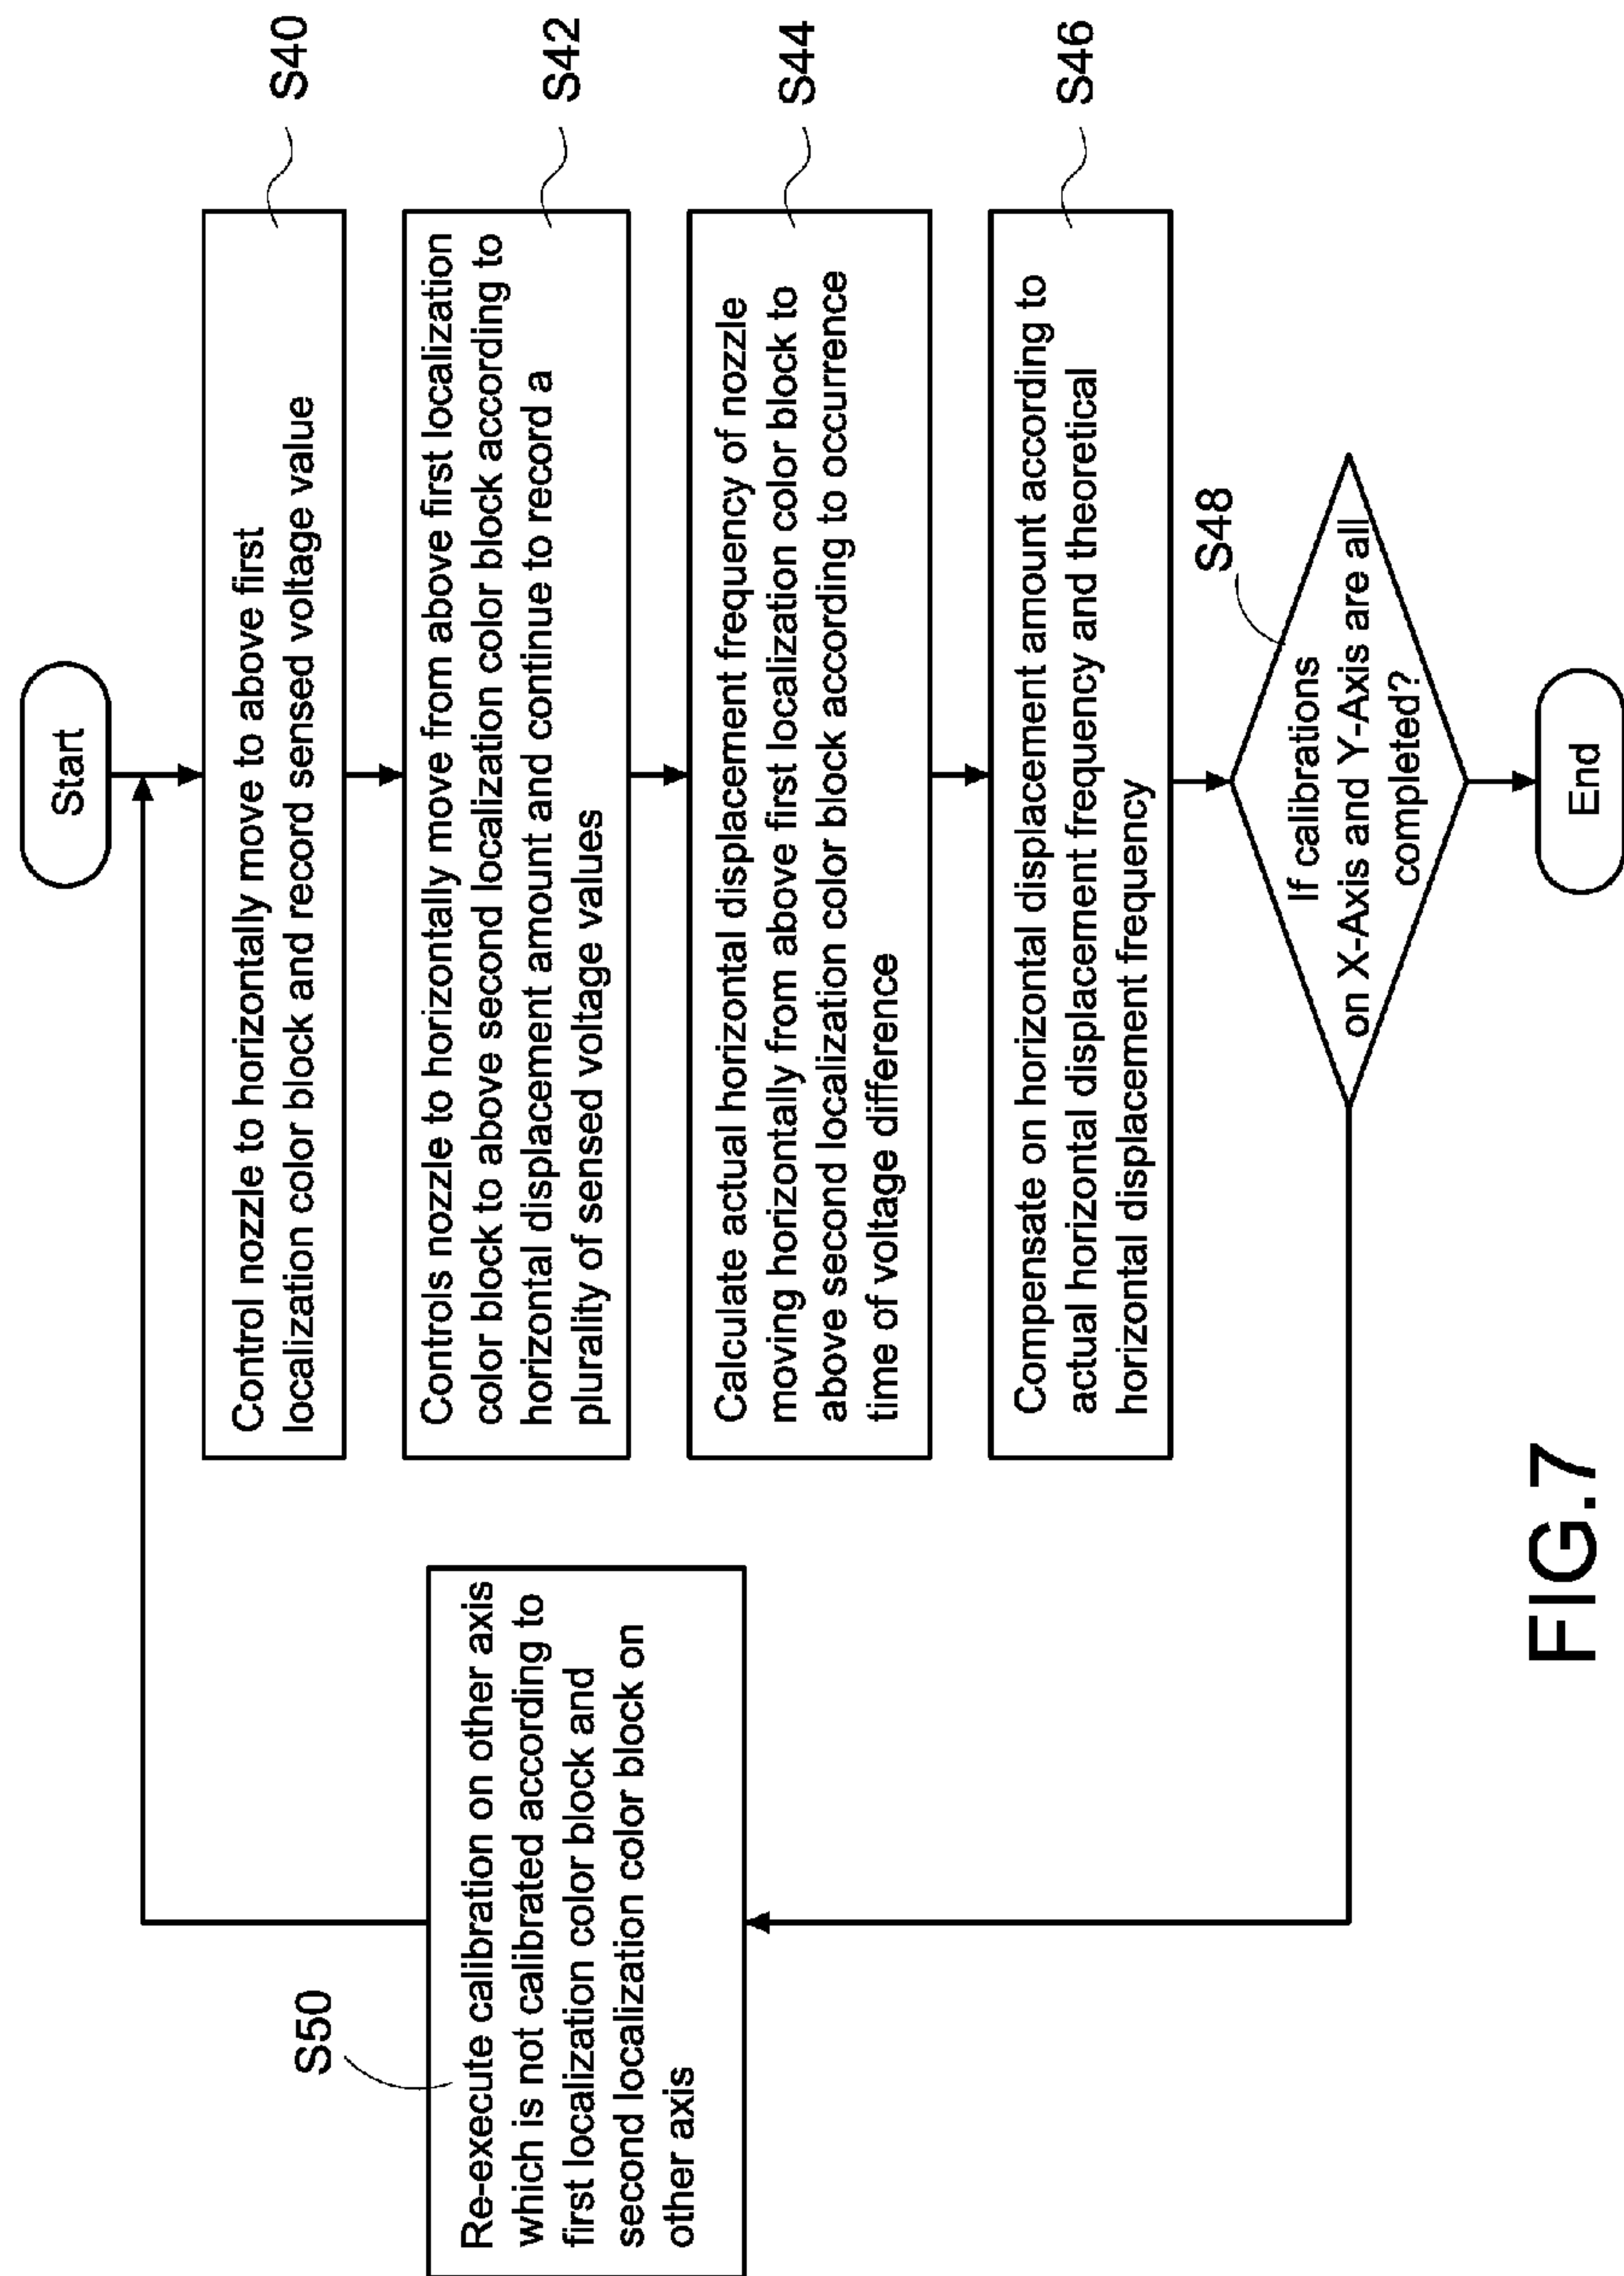 Start
Control nozzle to horizontally move to above first
localization color block and record sensed voltage value
S40
Controls nozzle to horizontally move from above first localization
color block to above second localization color block according to
horizontal displacement amount and continue to record a
plurality of sensed voltage values
S42
Calculate actual horizontal displacement frequency of nozzle
moving horizontally from above first localization color block to
above second localization color block according to occurrence
time of voltage difference
S44
Compensate on horizontal displacement amount according to
actual horizontal displacement frequency and theoretical
horizontal displacement frequency
S46
S48
If calibrations
on X-Axis and Y-Axis are all
completed?
End
S50
Re-execute calibration on other axis
which is not calibrated according to
first localization color block and
second localization color block on
other axis
FIG.7